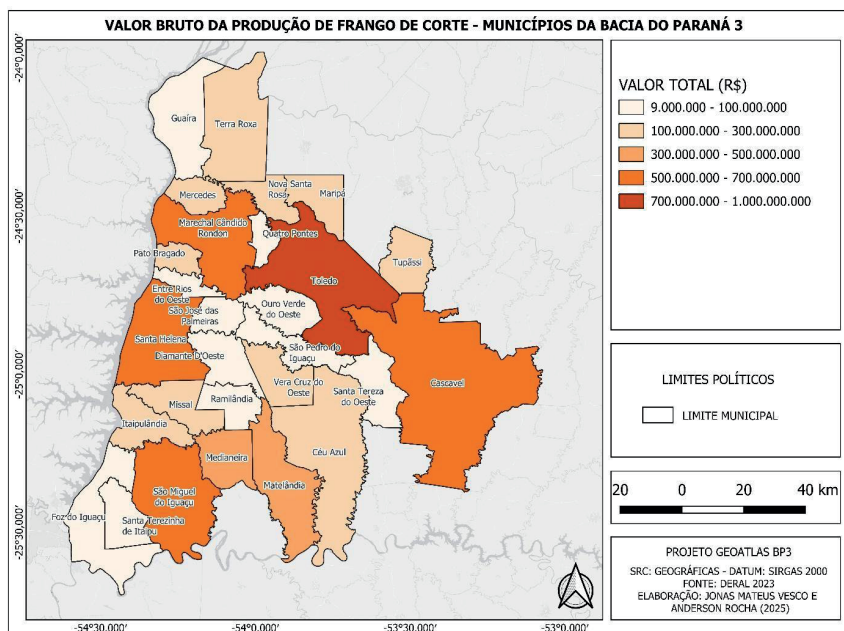 VALOR BRUTO DA PRODUÇÃO DE FRANGO DE CORTE - MUNICÍPIOS DA BACIA DO PARANÁ 3
-24°0,000'
-24°30,000'
-25°0,000'
-25°30,000'
Guaíra
Terra Roxa
Mercedes
Nova Santa
Rosa
Maripá
Marechal Cândido
Rondon
Quatro Pontes
Pato Bragado
Tupãssi
Toledo
Entre Rios
do Oeste
São José das
Palmeiras
Ouro Verde
do Oeste
Santa Helena
Diamante D'Oeste
São Pedro do
Iguaçu
Cascavel
Vera Cruz do
Oeste
Santa Tereza
do Oeste
Missal
Ramilândia
Itaipulândia
Céu Azul
Medianeira
Matelândia
São Miguel
do Iguaçu
Foz do Iguaçu
Santa Terezinha
de Itaipu
-54°30,000'
-54°0,000'
-53°30,000'
-53°0,000'
VALOR TOTAL (R$)
9.000.000 - 100.000.000
100.000.000 - 300.000.000
300.000.000 - 500.000.000
500.000.000 - 700.000.000
700.000.000 - 1.000.000.000
LIMITES POLÍTICOS
LIMITE MUNICIPAL
20 0 20 40 km
PROJETO GEOATLAS BP3
SRC: GEOGRÁFICAS - DATUM: SIRGAS 2000
FONTE: DERAL 2023
ELABORAÇÃO: JONAS MATEUS VESCO E
ANDERSON ROCHA (2025)